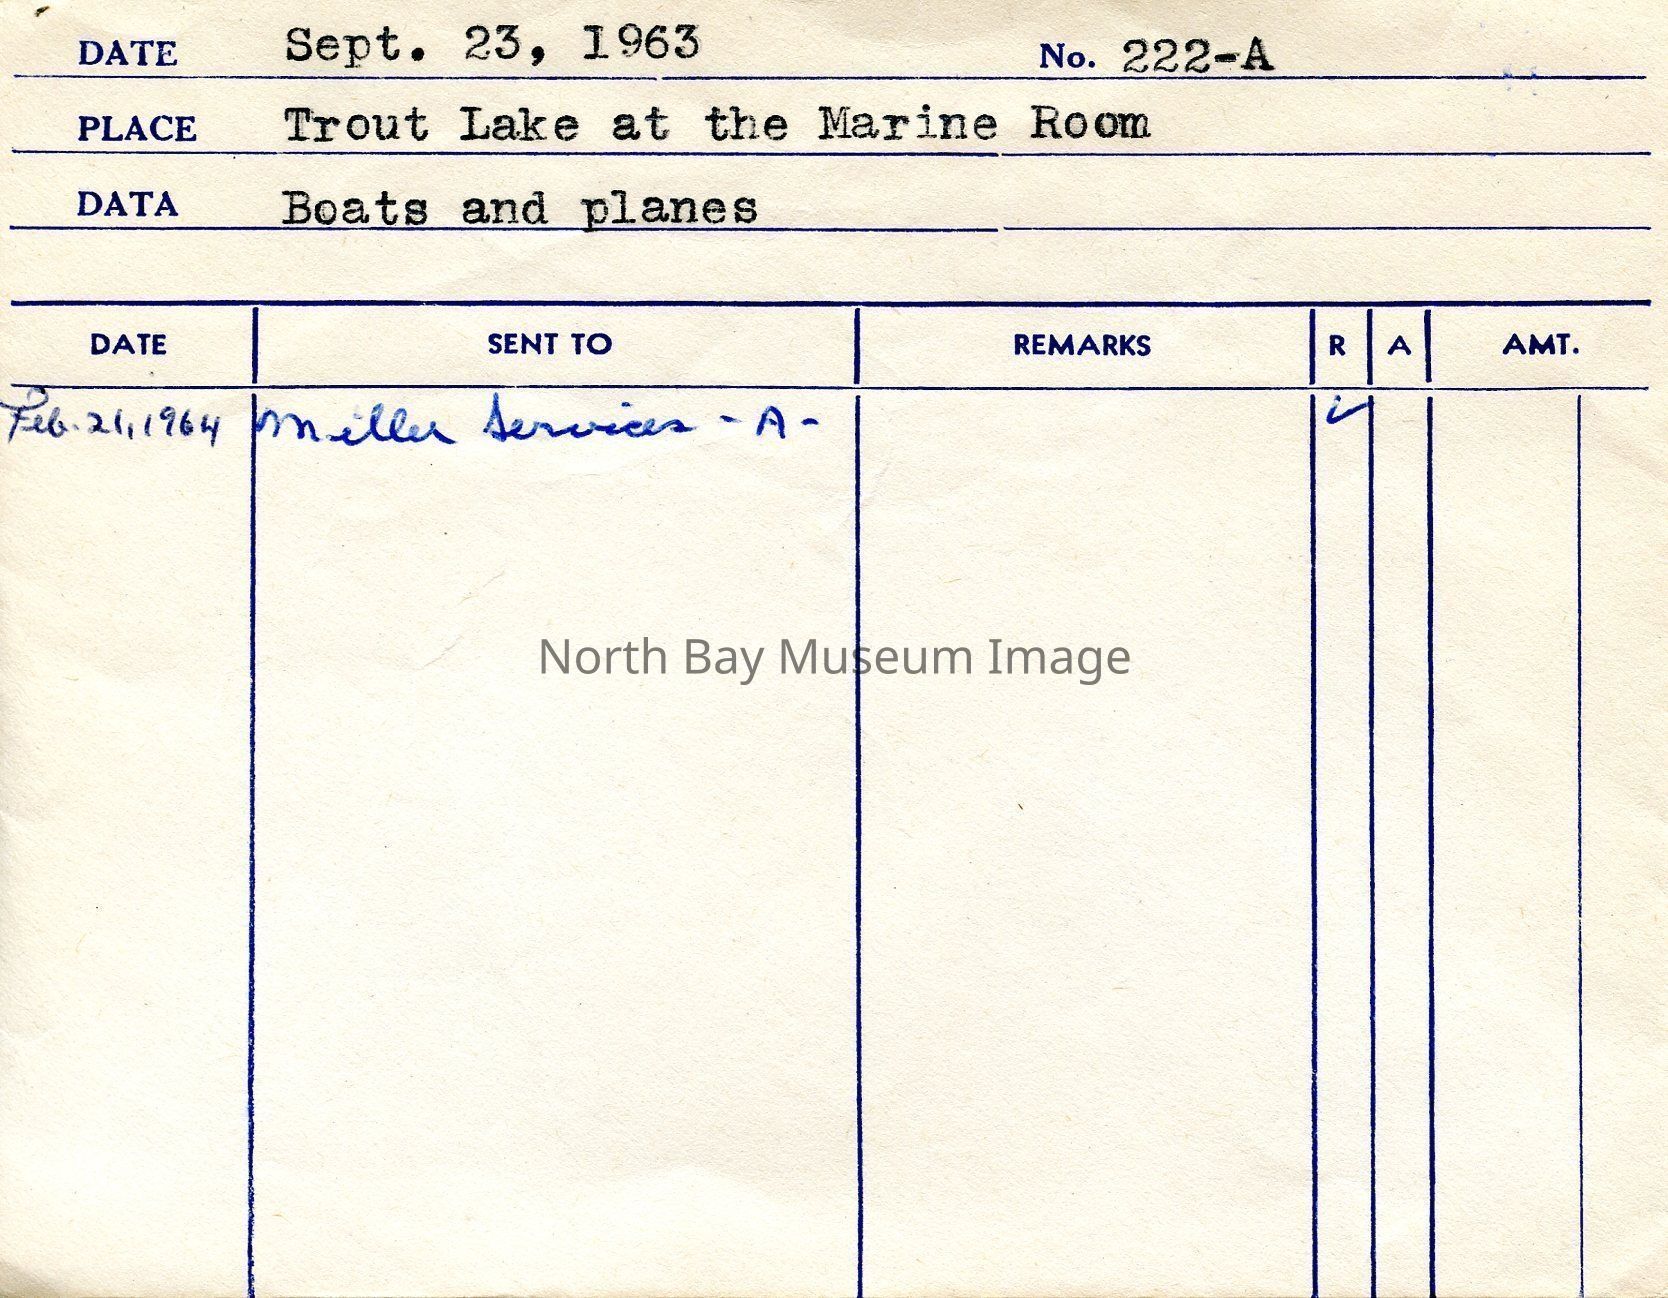 DATE Sept. 23, 1963 No. 222-A
PLACE Trout Lake at the Marine Room
DATA Boats and planes
DATE SENT TO REMARKS R A AMT.
Feb. 21, 1964 Miller Services - A - ✓
North Bay Museum Image